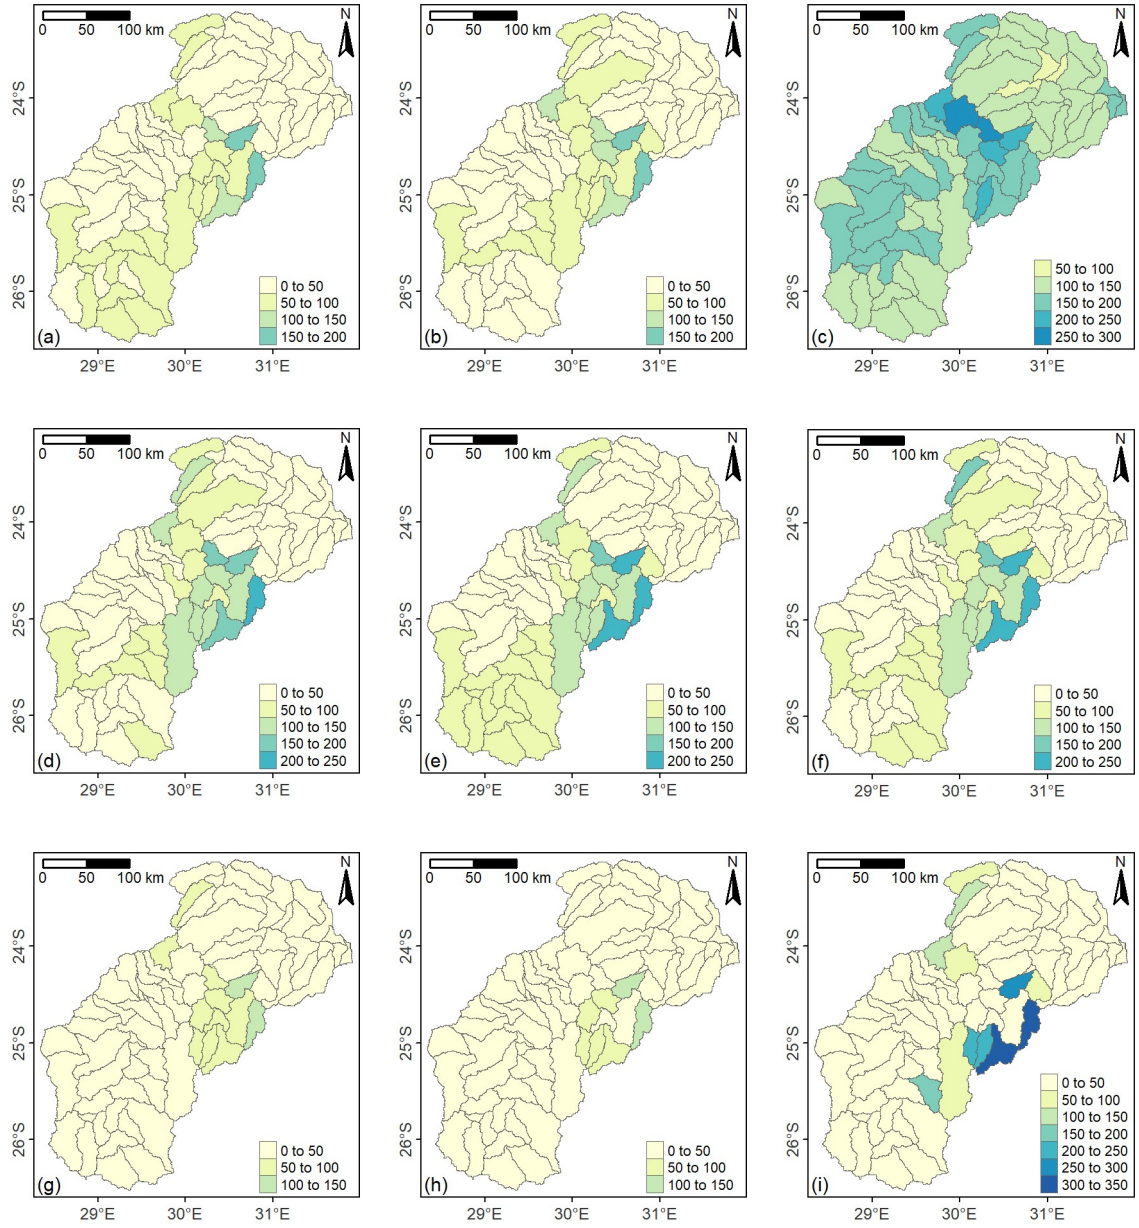 N N N
0 50 100 km 0 50 100 km 0 50 100 km
24°S 24°S 24°S
25°S 25°S 25°S
26°S 26°S 26°S
0 to 50 0 to 50 50 to 100
50 to 100 50 to 100 100 to 150
100 to 150 100 to 150 150 to 200
150 to 200 150 to 200 200 to 250
250 to 300
(a) (b) (c)
29°E 30°E 31°E 29°E 30°E 31°E 29°E 30°E 31°E
N N N
0 50 100 km 0 50 100 km 0 50 100 km
24°S 24°S 24°S
25°S 25°S 25°S
26°S 26°S 26°S
0 to 50 0 to 50 0 to 50
50 to 100 50 to 100 50 to 100
100 to 150 100 to 150 100 to 150
150 to 200 150 to 200 150 to 200
200 to 250 200 to 250 200 to 250
(d) (e) (f)
29°E 30°E 31°E 29°E 30°E 31°E 29°E 30°E 31°E
N N N
0 50 100 km 0 50 100 km 0 50 100 km
24°S 24°S 24°S
25°S 25°S 25°S
26°S 26°S 26°S
0 to 50
50 to 100
100 to 150
150 to 200
0 to 50 0 to 50 200 to 250
50 to 100 50 to 100 250 to 300
100 to 150 100 to 150 300 to 350
(g) (h) (i)
29°E 30°E 31°E 29°E 30°E 31°E 29°E 30°E 31°E